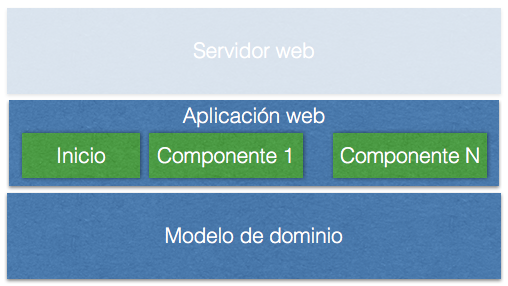 Servidor web
Aplicación web
Inicio Componente 1 Componente N
Modelo de dominio